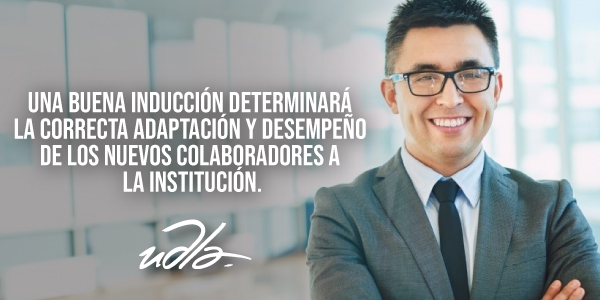 UNA BUENA INDUCCIÓN DETERMINARÁ
LA CORRECTA ADAPTACIÓN Y DESEMPEÑO
DE LOS NUEVOS COLABORADORES A
LA INSTITUCIÓN.
udla-